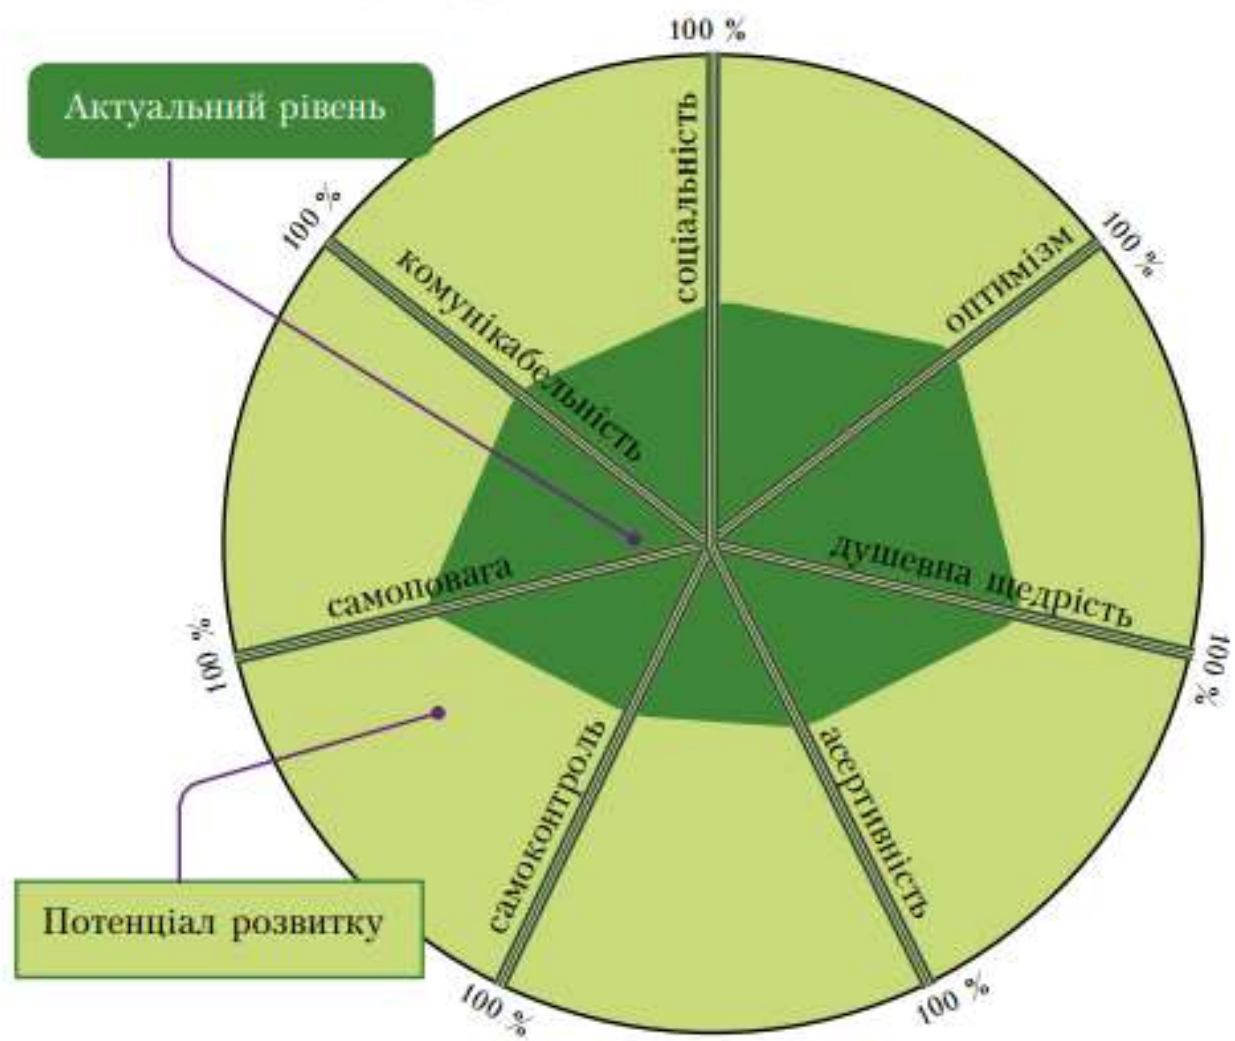 100 %
Актуальний рівень
соціальність
100 %
комунікабельність
оптимізм
100 %
душевна щедрість
100 %
самоповага
100 %
асертивність
100 %
самоконтроль
100 %
Потенціал розвитку